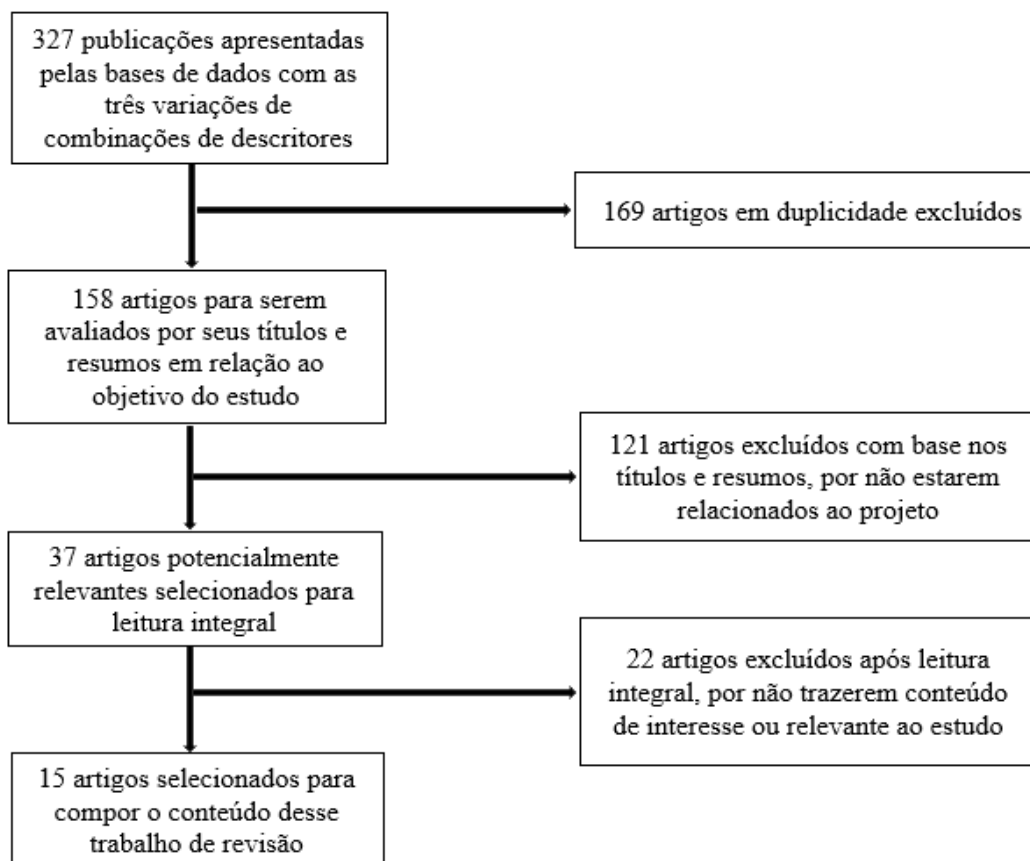 327 publicações apresentadas
pelas bases de dados com as
três variações de
combinações de descritores
169 artigos em duplicidade excluídos
158 artigos para serem
avaliados por seus títulos e
resumos em relação ao
objetivo do estudo
121 artigos excluídos com base nos
títulos e resumos, por não estarem
relacionados ao projeto
37 artigos potencialmente
relevantes selecionados para
leitura integral
22 artigos excluídos após leitura
integral, por não trazerem conteúdo
de interesse ou relevante ao estudo
15 artigos selecionados para
compor o conteúdo desse
trabalho de revisão